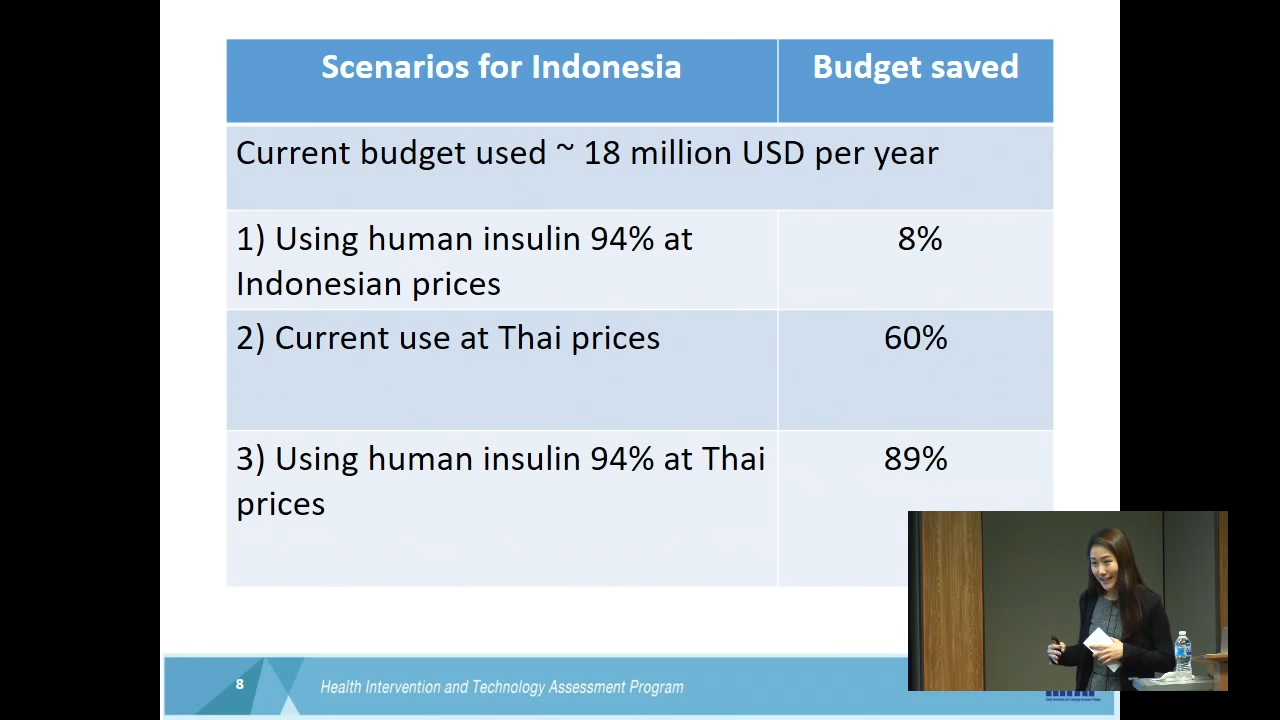 Scenarios for Indonesia
Budget saved
Current budget used ~ 18 million USD per year
1) Using human insulin 94% at
Indonesian prices
8%
2) Current use at Thai prices
60%
3) Using human insulin 94% at Thai
prices
89%
8
Health Intervention and Technology Assessment Program